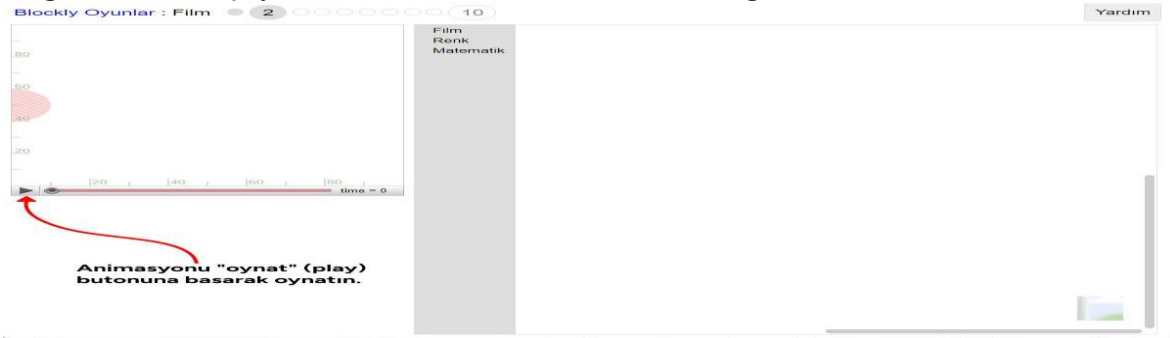 Blockly Oyunlar : Film 2 10 Yardım
Film
Renk
Matematik
80
60
40
20
20 40 60 80
time = 0
Animasyonu "oynat" (play)
butonuna basarak oynatın.